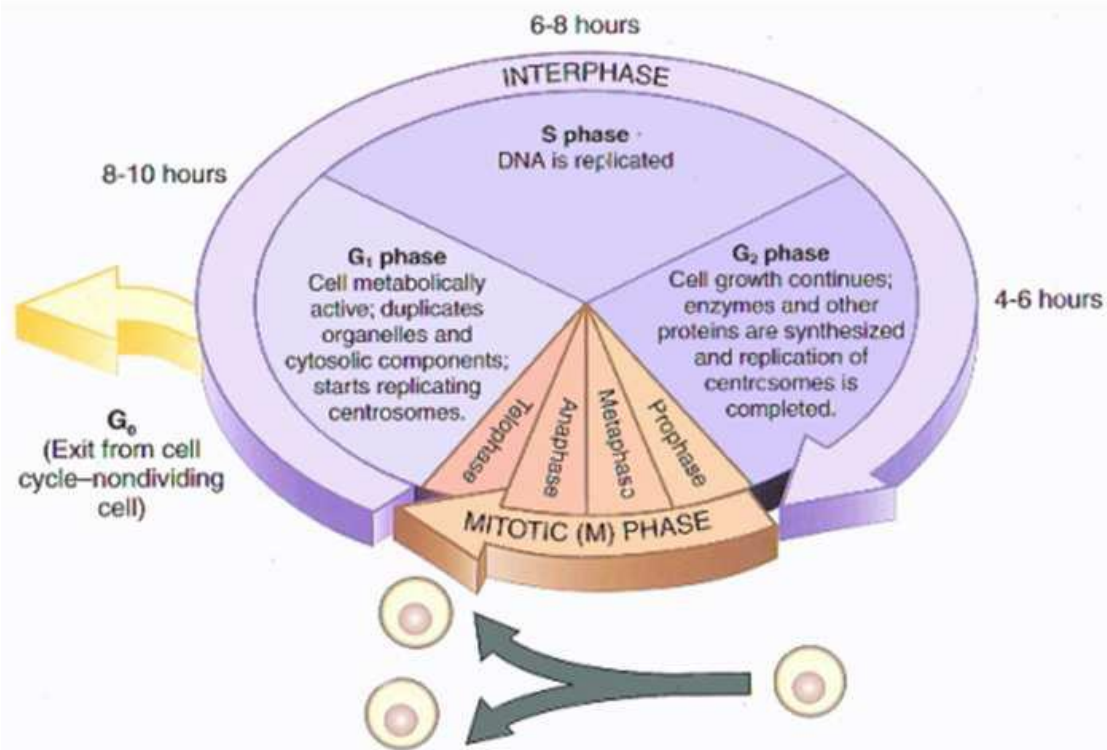 6-8 hours
INTERPHASE
S phase
DNA is replicated
8-10 hours
G₁ phase
Cell metabolically
active; duplicates
organelles and
cytosolic components;
starts replicating
centrosomes.
G₂ phase
Cell growth continues;
enzymes and other
proteins are synthesized
and replication of
centrcsomes is
completed.
4-6 hours
G₀
(Exit from cell
cycle–nondividing
cell)
Telophase
Anaphase
Metaphase
Prophase
MITOTIC (M) PHASE